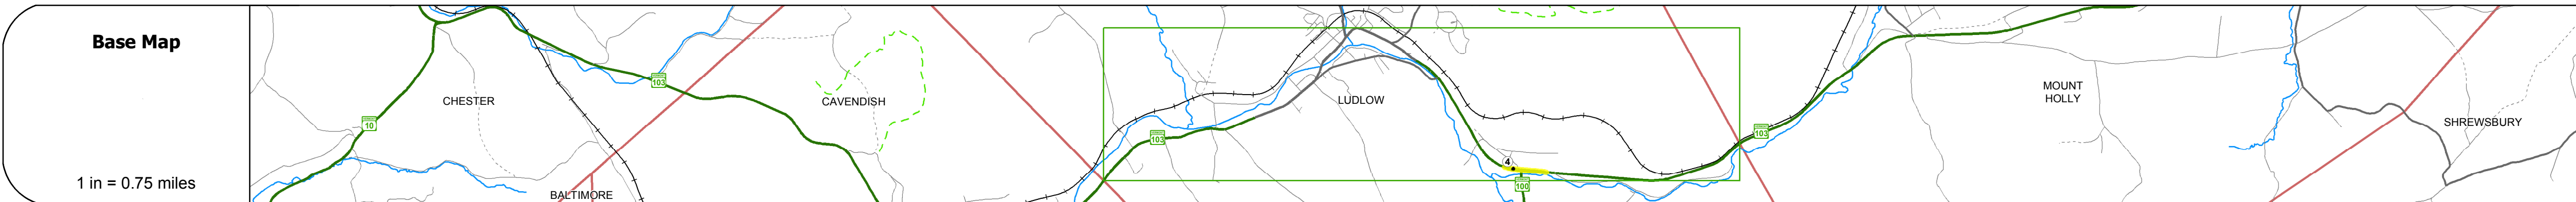 Base Map
1 in = 0.75 miles
10
CHESTER
103
BALTIMORE
CAVENDISH
103
LUDLOW
4
100
103
MOUNT
HOLLY
SHREWSBURY